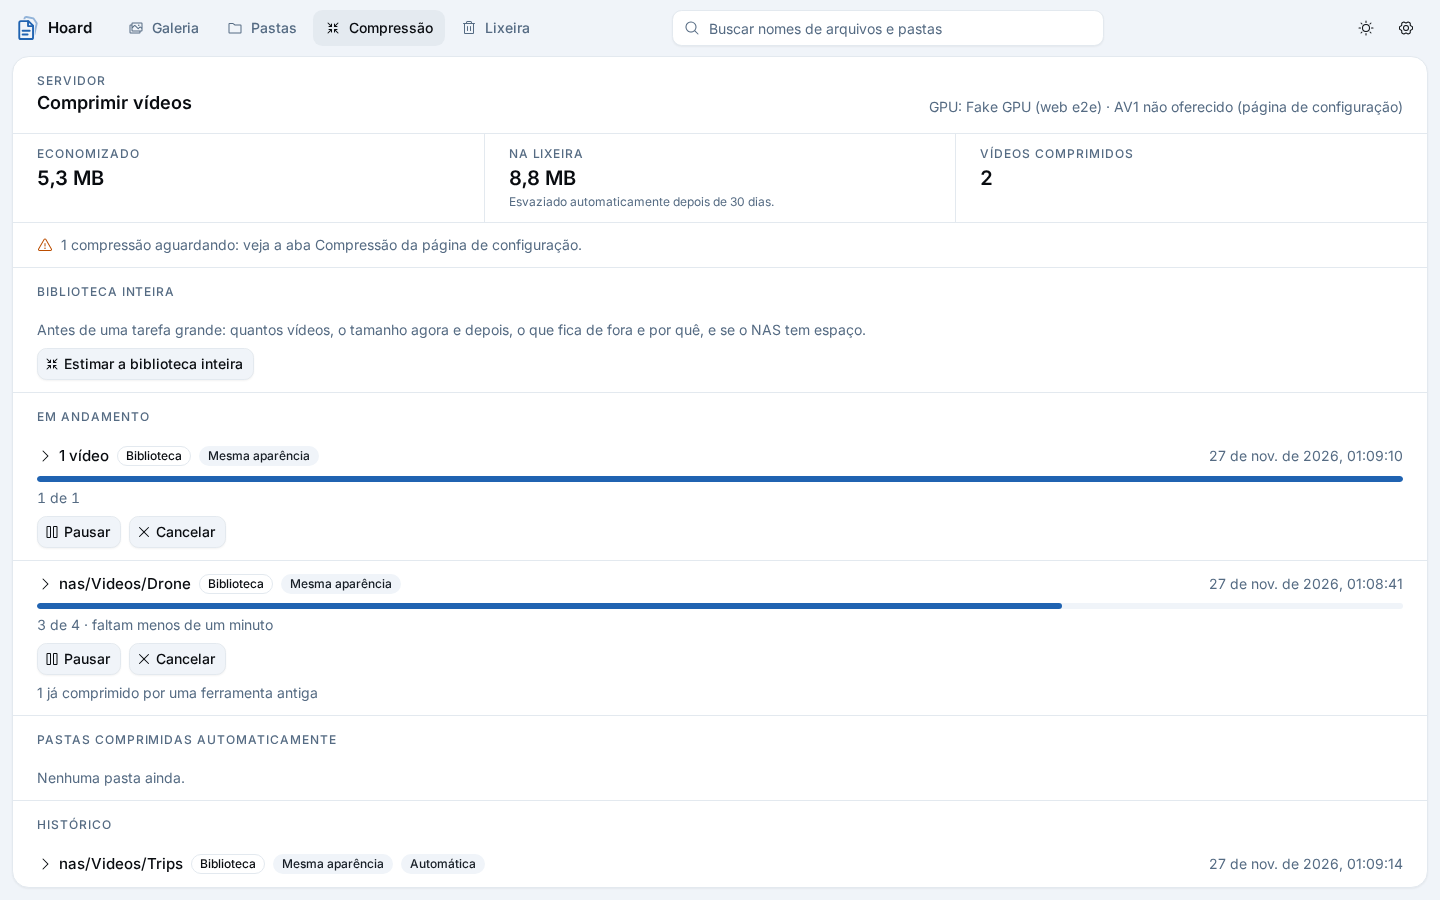 Hoard
Galeria
Pastas
Compressão
Lixeira
Buscar nomes de arquivos e pastas
SERVIDOR
Comprimir vídeos
GPU: Fake GPU (web e2e) · AV1 não oferecido (página de configuração)
ECONOMIZADO
5,3 MB
NA LIXEIRA
8,8 MB
Esvaziado automaticamente depois de 30 dias.
VÍDEOS COMPRIMIDOS
2
1 compressão aguardando: veja a aba Compressão da página de configuração.
BIBLIOTECA INTEIRA
Antes de uma tarefa grande: quantos vídeos, o tamanho agora e depois, o que fica de fora e por quê, e se o NAS tem espaço.
Estimar a biblioteca inteira
EM ANDAMENTO
1 vídeo Biblioteca Mesma aparência 27 de nov. de 2026, 01:09:10
1 de 1
Pausar Cancelar
nas/Videos/Drone Biblioteca Mesma aparência 27 de nov. de 2026, 01:08:41
3 de 4 · faltam menos de um minuto
Pausar Cancelar
1 já comprimido por uma ferramenta antiga
PASTAS COMPRIMIDAS AUTOMATICAMENTE
Nenhuma pasta ainda.
HISTÓRICO
nas/Videos/Trips Biblioteca Mesma aparência Automática 27 de nov. de 2026, 01:09:14